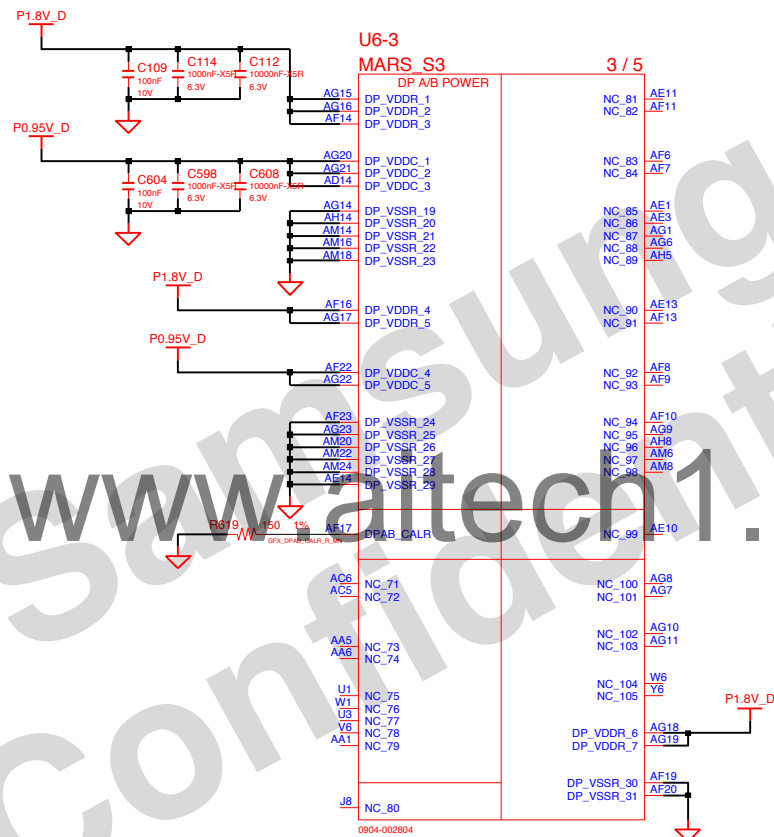 P1.8V_D
U6-3
MARS_S3 3 / 5
DP A/B POWER
C109 C114 C112
100nF 1000nF-X5R 10000nF-X5R
10V 6.3V 6.3V
AG15 DP_VDDR_1 NC_81 AE11
AG16 DP_VDDR_2 NC_82 AF11
AF14 DP_VDDR_3
P0.95V_D
AG20 DP_VDDC_1 NC_83 AF6
AG21 DP_VDDC_2 NC_84 AF7
AD14 DP_VDDC_3
C604 C598 C608
100nF 1000nF-X5R 10000nF-X5R
10V 6.3V 6.3V
AG14 DP_VSSR_19 NC_85 AE1
AH14 DP_VSSR_20 NC_86 AE3
AM14 DP_VSSR_21 NC_87 AG1
AM16 DP_VSSR_22 NC_88 AG6
AM18 DP_VSSR_23 NC_89 AH5
P1.8V_D
AF16 DP_VDDR_4 NC_90 AE13
AG17 DP_VDDR_5 NC_91 AF13
P0.95V_D
AF22 DP_VDDC_4 NC_92 AF8
AG22 DP_VDDC_5 NC_93 AF9
AF23 DP_VSSR_24 NC_94 AF10
AG23 DP_VSSR_25 NC_95 AG9
AM20 DP_VSSR_26 NC_96 AH8
AM22 DP_VSSR_27 NC_97 AM6
AM24 DP_VSSR_28 NC_98 AM8
AE14 DP_VSSR_29
www.aitech1.
Samsung
Confident
R619 150 1% AF17 DPAB_CALR NC_99 AE10
AC6 NC_71 NC_100 AG8
AC5 NC_72 NC_101 AG7
NC_102 AG10
AA5 NC_73 NC_103 AG11
AA6 NC_74
NC_104 W6
U1 NC_75 NC_105 Y6
W1 NC_76
U3 NC_77
V6 NC_78
AA1 NC_79
P1.8V_D
DP_VDDR_6 AG18
DP_VDDR_7 AG19
DP_VSSR_30 AF19
DP_VSSR_31 AF20
J8 NC_80
0904-002804